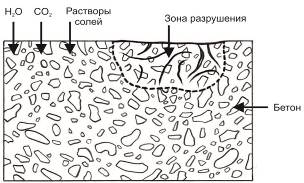 H₂O CO₂ Растворы солей
Зона разрушения
Бетон